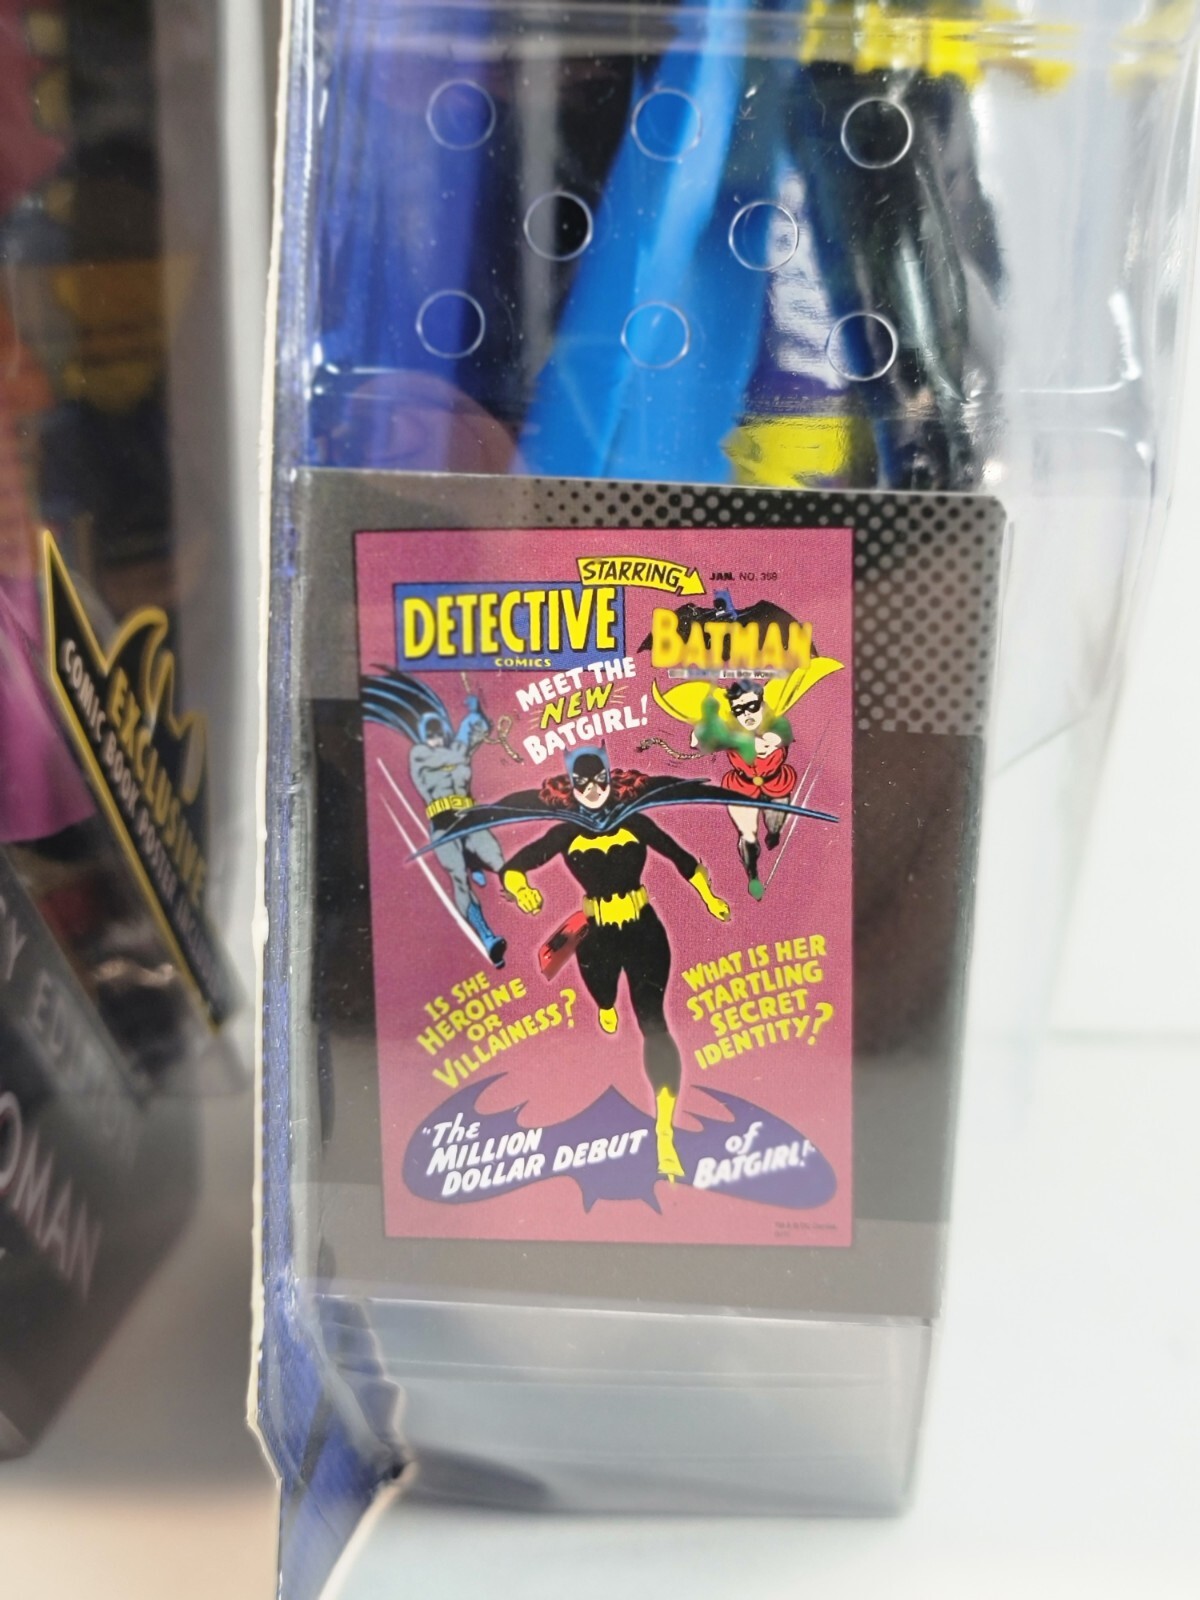 STARRING
JAN. NO. 359
DETECTIVE
COMICS
BATMAN
MEET THE
NEW
BATGIRL!
IS SHE
HEROINE
OR
VILLAINESS?
WHAT IS HER
STARTLING
SECRET
IDENTITY?
"The
MILLION
DOLLAR DEBUT
of
BATGIRL!"
EXCLUSIVE
COMIC BOOK POSTER
OMAN